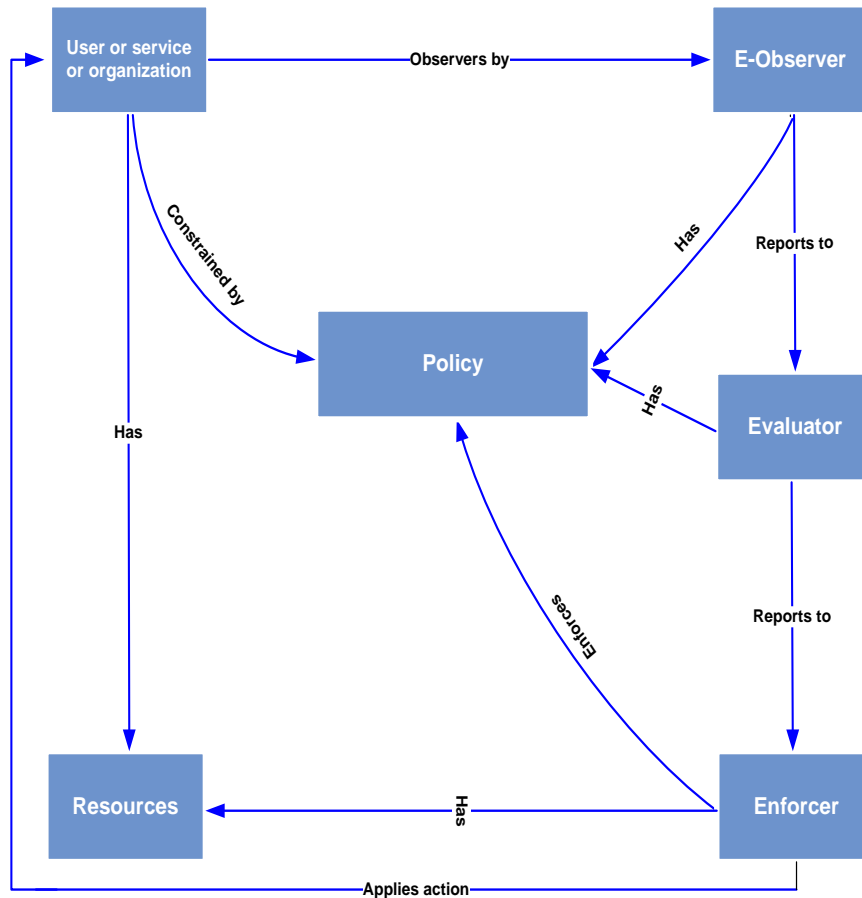 User or service
or organization
Observers by
E-Observer
Constrained by
Has
Reports to
Policy
Has
Evaluator
Has
Enforces
Reports to
Resources
Has
Enforcer
Applies action